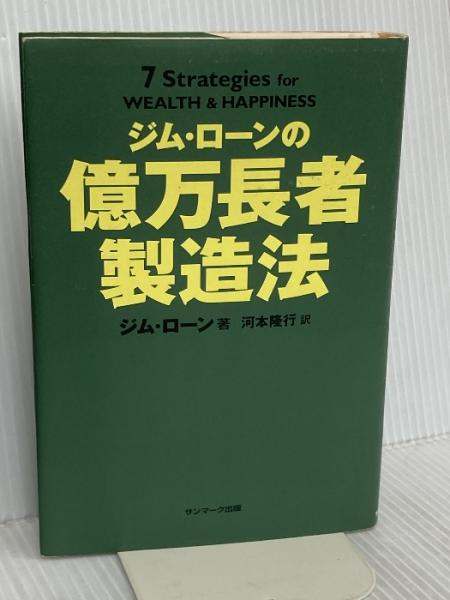 7 Strategies for
WEALTH & HAPPINESS
ジム・ローンの
億万長者
製造法
ジム・ローン 著 河本隆行 訳
サンマーク出版